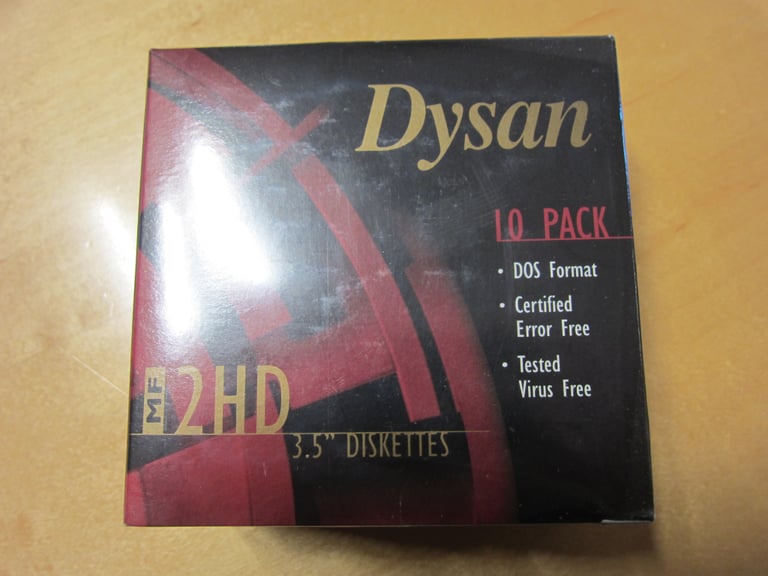 Dysan
10 PACK
• DOS Format
• Certified
Error Free
• Tested
Virus Free
MF 2HD
3.5" DISKETTES